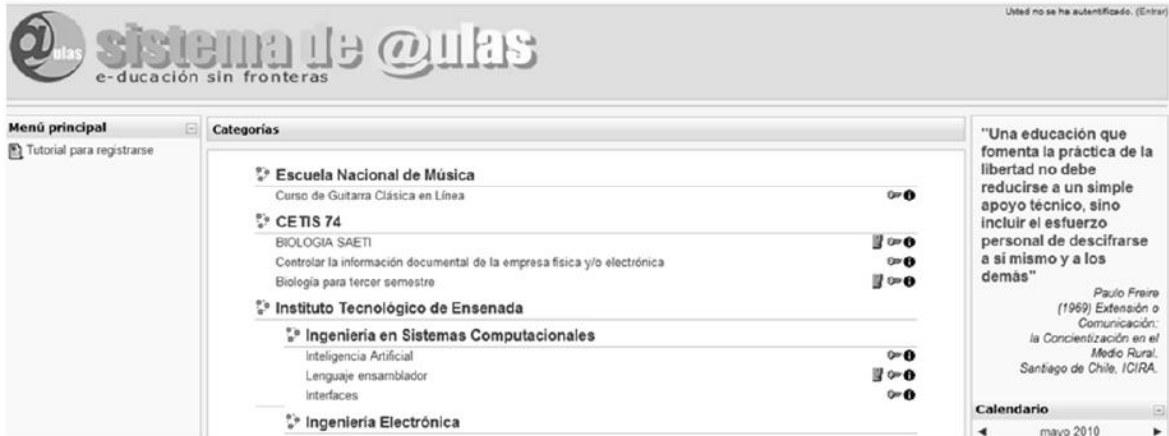 Usted no se ha autentificado. (Entrar)
@ulas
sistema de @ulas
e-ducación sin fronteras
Menú principal
Tutorial para registrarse
Categorías
Escuela Nacional de Música
Curso de Guitarra Clásica en Línea
CETIS 74
BIOLOGIA SAETI
Controlar la información documental de la empresa física y/o electrónica
Biología para tercer semestre
Instituto Tecnológico de Ensenada
Ingeniería en Sistemas Computacionales
Inteligencia Artificial
Lenguaje ensamblador
Interfaces
Ingeniería Electrónica
"Una educación que
fomenta la práctica de la
libertad no debe
reducirse a un simple
apoyo técnico, sino
incluir el esfuerzo
personal de descifrarse
a sí mismo y a los
demás"
Paulo Freire
(1969) Extensión o
Comunicación:
la Concientización en el
Medio Rural.
Santiago de Chile, ICIRA.
Calendario
mayo 2010